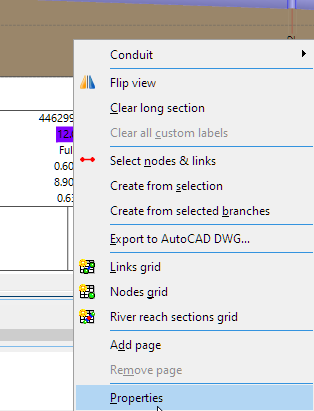 Conduit
Flip view
Clear long section
446299
12.
Clear all custom labels
Full
0.60
Select nodes & links
8.90
Create from selection
0.63
Create from selected branches
Export to AutoCAD DWG...
Links grid
Nodes grid
River reach sections grid
Add page
Remove page
Properties